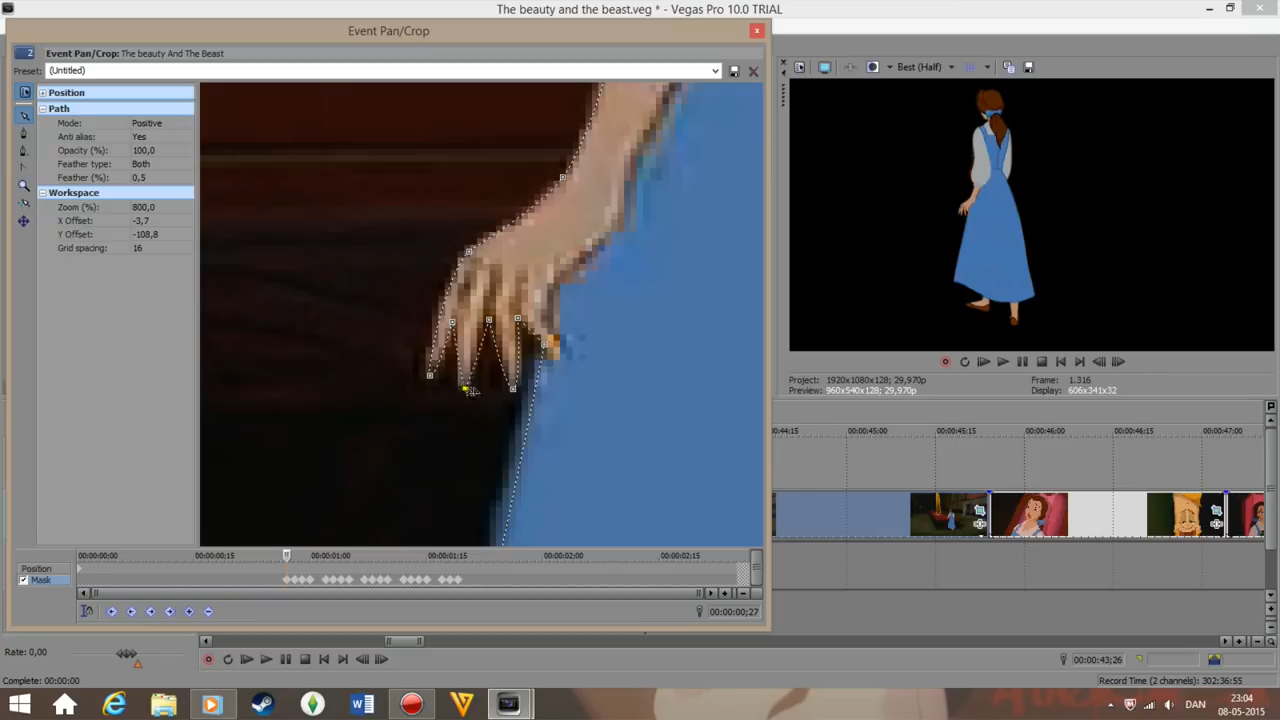 The beauty and the beast.veg * - Vegas Pro 10.0 TRIAL
Event Pan/Crop
Event Pan/Crop: The beauty And The Beast
Preset: (Untitled)
Best (Half)
Position
Path
Mode: Positive
Anti alias: Yes
Opacity (%): 100,0
Feather type: Both
Feather (%): 0,5
Workspace
Zoom (%): 800,0
X Offset: -3,7
Y Offset: -108,8
Grid spacing: 16
Project: 1920x1080x128; 29,970p
Frame: 1.316
Preview: 960x540x128; 29,970p
Display: 606x341x32
:44:15 00:00:45:00 00:00:45:15 00:00:46:00 00:00:46:15 00:00:47:00
00:00:00:00 00:00:00:15 00:00:01:00 00:00:01:15 00:00:02:00 00:00:02:15
Position
Mask
00:00:00;27
Rate: 0,00
00:00:43;26
Complete: 00:00:00
Record Time (2 channels): 302:36:55
DAN
23:04
08-05-2015